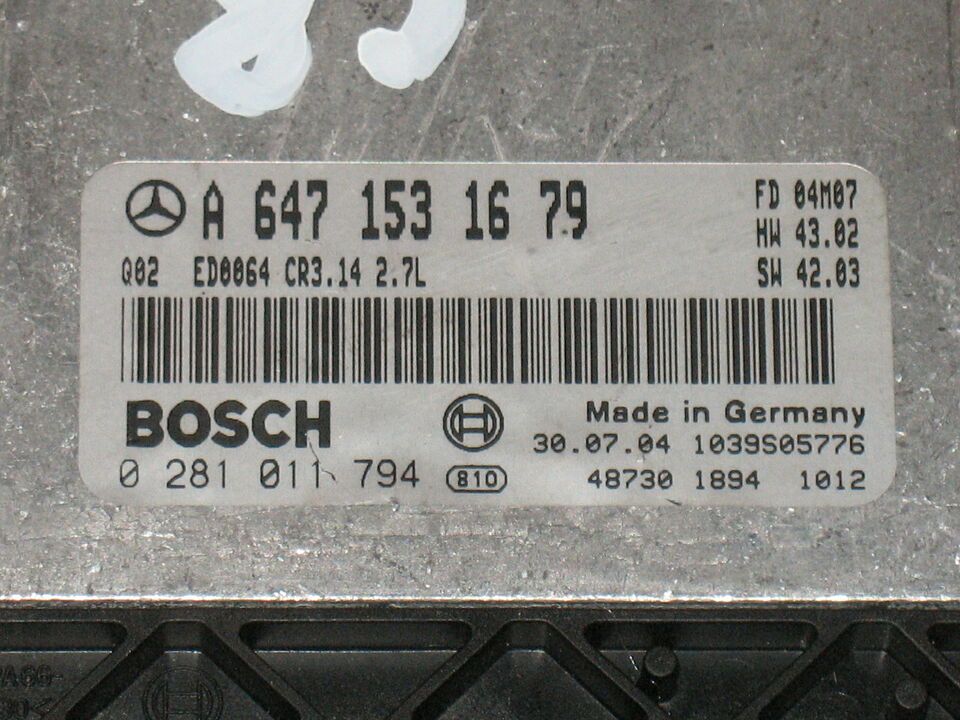 A 647 153 16 79
FD 04M07
HW 43.02
Q02 ED0064 CR3.14 2.7L
SW 42.03
BOSCH
Made in Germany
30.07.04 1039S05776
0 281 011 794
810
48730 1894 1012